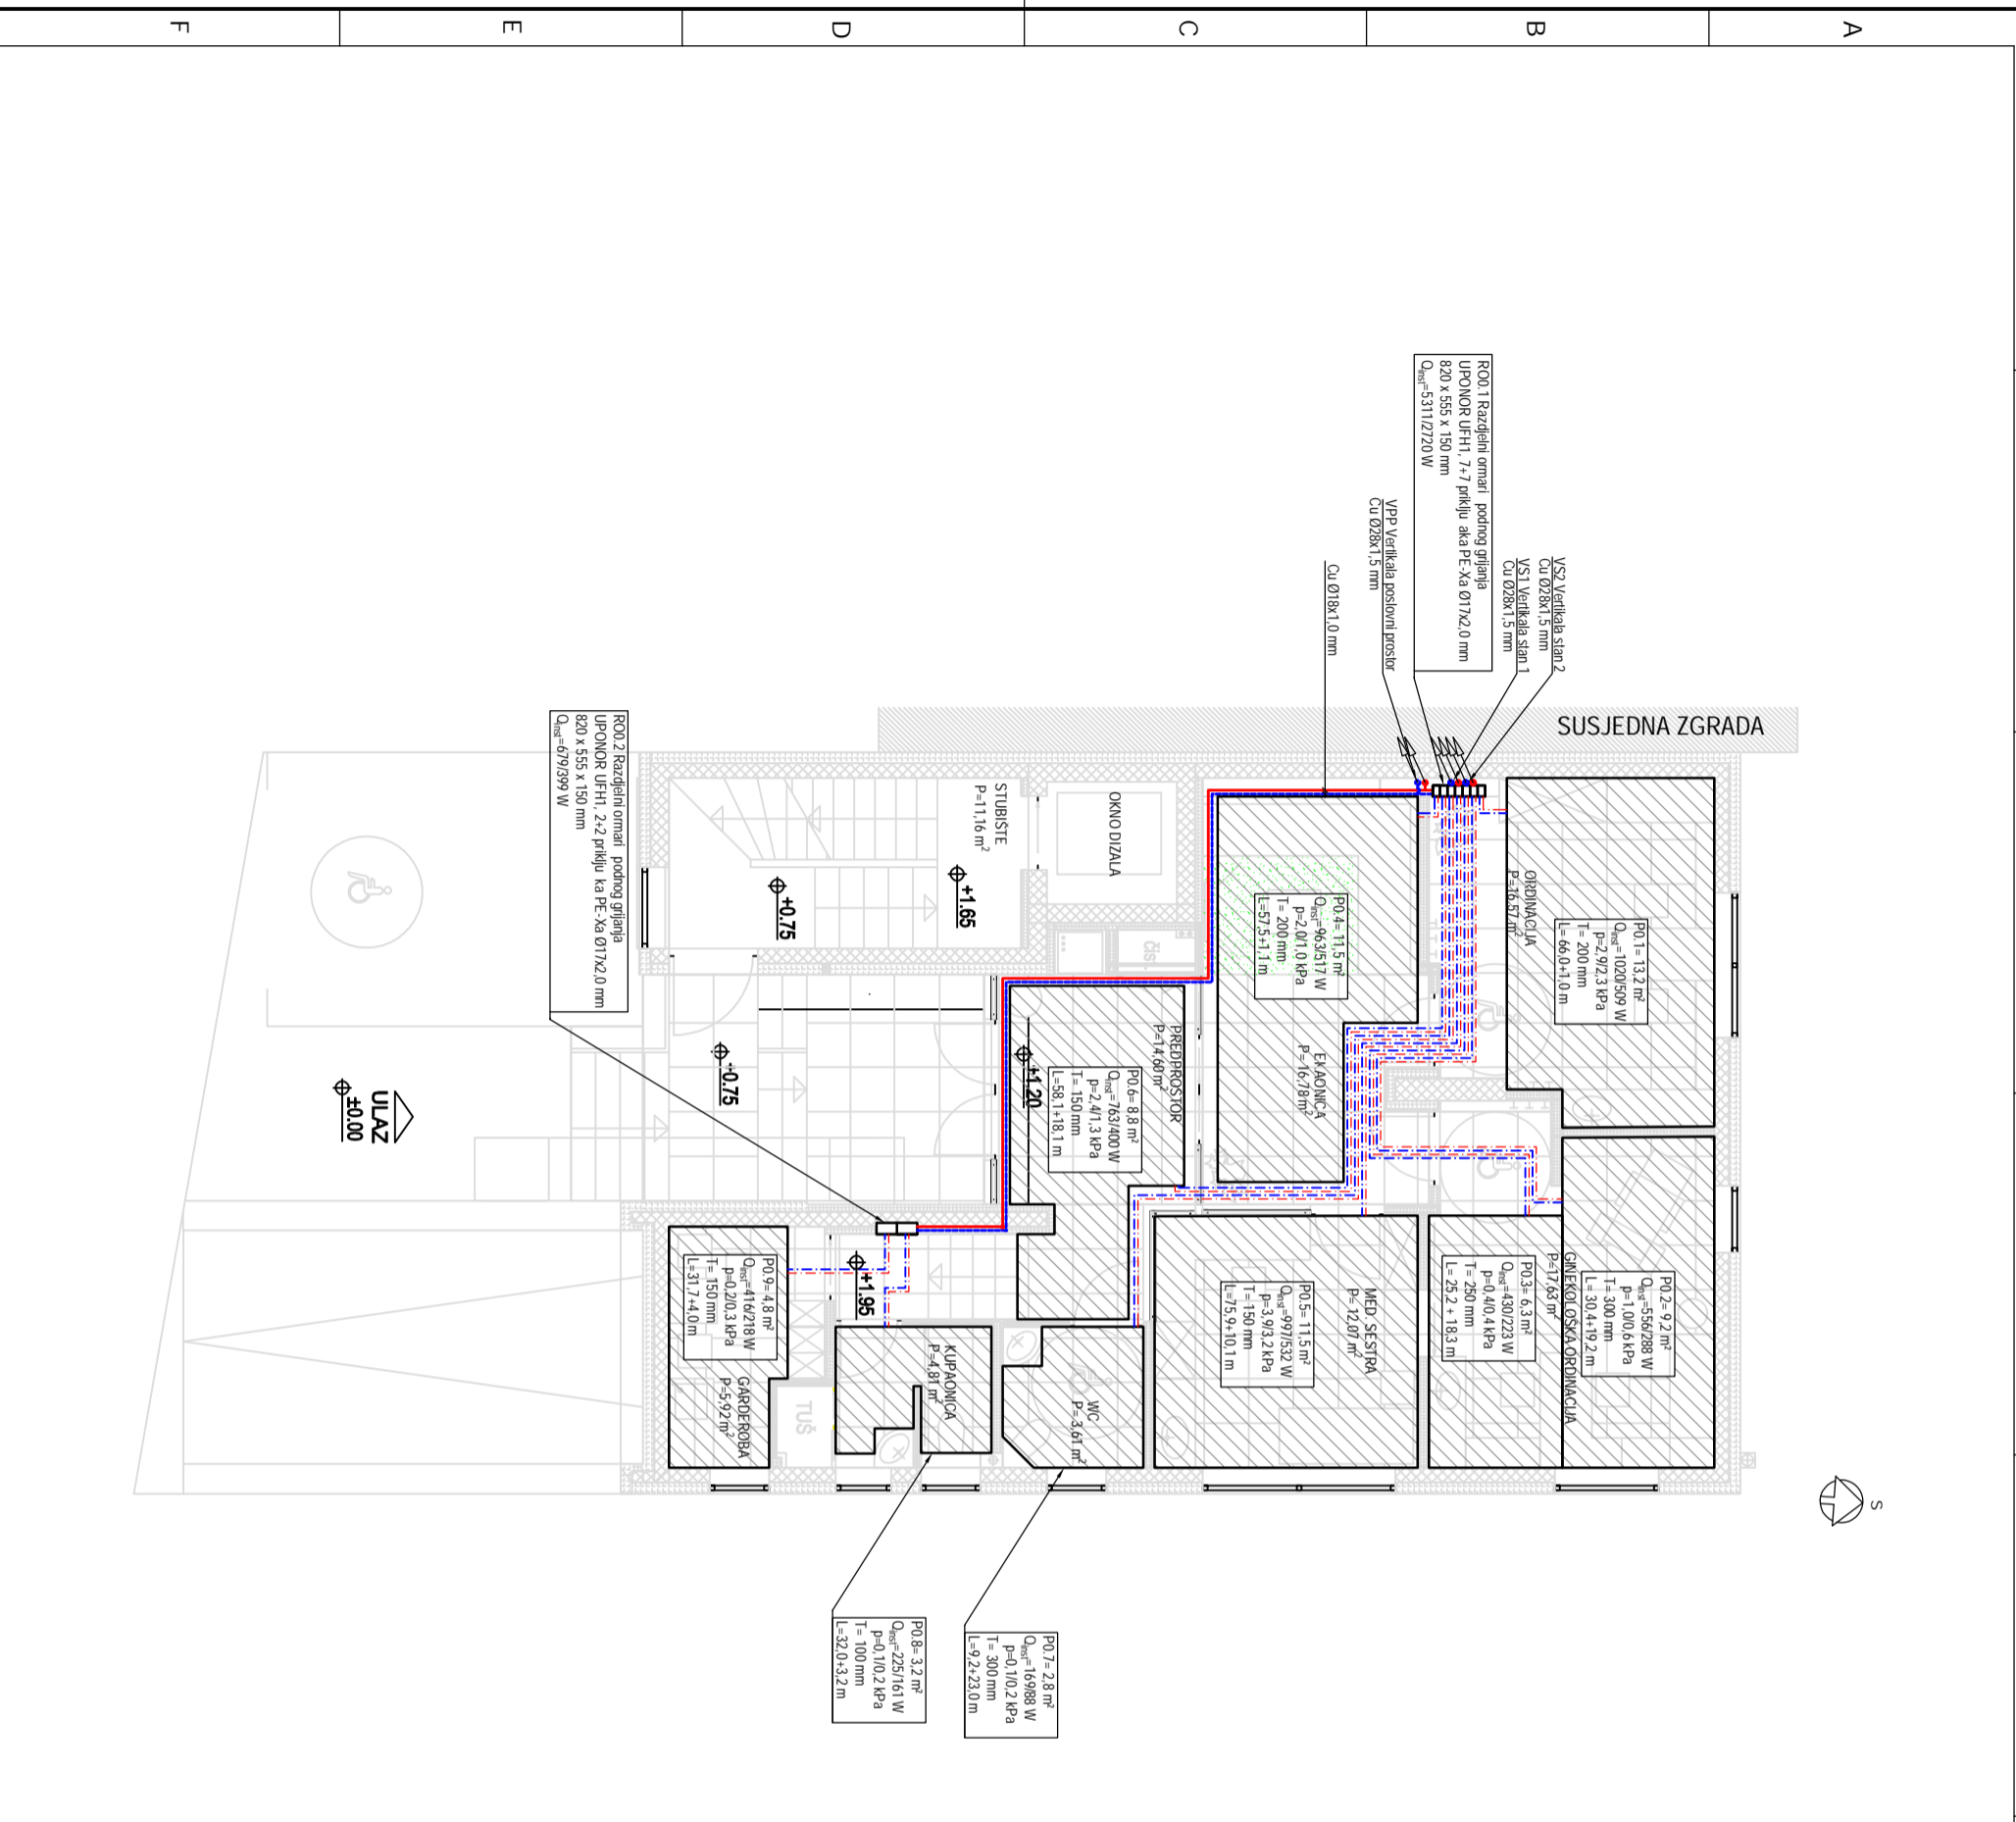 F
E
D
C
B
A
RO0.1 Razdjelni ormari podnog grijanja
UPONOR UFH1, 7+7 priklju aka PE-Xa Ø17x2,0 mm
820 x 555 x 150 mm
Qinst=5311/2720 W
VS2 Vertikala stan 2
Cu Ø28x1,5 mm
VS1 Vertikala stan 1
Cu Ø28x1,5 mm
VPP Vertikala poslovni prostor
Cu Ø28x1,5 mm
Cu Ø18x1,0 mm
SUSJEDNA ZGRADA
RO0.2 Razdjelni ormari podnog grijanja
UPONOR UFH1, 2+2 priklju ka PE-Xa Ø17x2,0 mm
820 x 555 x 150 mm
Qinst=679/399 W
STUBIŠTE
P=11,16 m²
OKNO DIZALA
+1.65
+0.75
ČIS.
ORDINACIJA
P=16,57 m²
P0.1= 13,2 m²
Qinst=1020/509 W
p=2,9/2,3 kPa
T= 200 mm
L= 66,0+1,0 m
P0.4= 11,5 m²
Qinst=963/517 W
p=2,0/1,0 kPa
T= 200 mm
L=57,5+1,1 m
EKAONICA
P=16,78 m²
PREDPROSTOR
P=14,60 m²
P0.6= 8,8 m²
Qinst=763/400 W
p=2,4/1,3 kPa
T= 150 mm
L=58,1+18,1 m
+1.20
+0.75
ULAZ
±0.00
GINEKOLOŠKA ORDINACIJA
P=17,63 m²
P0.2= 9,2 m²
Qinst=556/288 W
p=1,0/0,6 kPa
T= 300 mm
L= 30,4+19,2 m
P0.3= 6,3 m²
Qinst=430/223 W
p=0,4/0,4 kPa
T= 250 mm
L= 25,2 + 18,3 m
MED. SESTRA
P= 12,07 m²
P0.5= 11,5 m²
Qinst=997/532 W
p=3,9/3,2 kPa
T= 150 mm
L=75,9+10,1 m
+1.95
P0.9= 4,8 m²
Qinst=416/218 W
p=0,2/0,3 kPa
T= 150 mm
L=31,7+4,0 m
GARDEROBA
P=5,92 m²
TUŠ
KUPAONICA
P=4,81 m²
WC
P= 3,61 m²
P0.8= 3,2 m²
Qinst=225/161 W
p=0,1/0,2 kPa
T= 100 mm
L=32,0+3,2 m
P0.7= 2,8 m²
Qinst=169/88 W
p=0,1/0,2 kPa
T= 300 mm
L=9,2+23,0 m
S